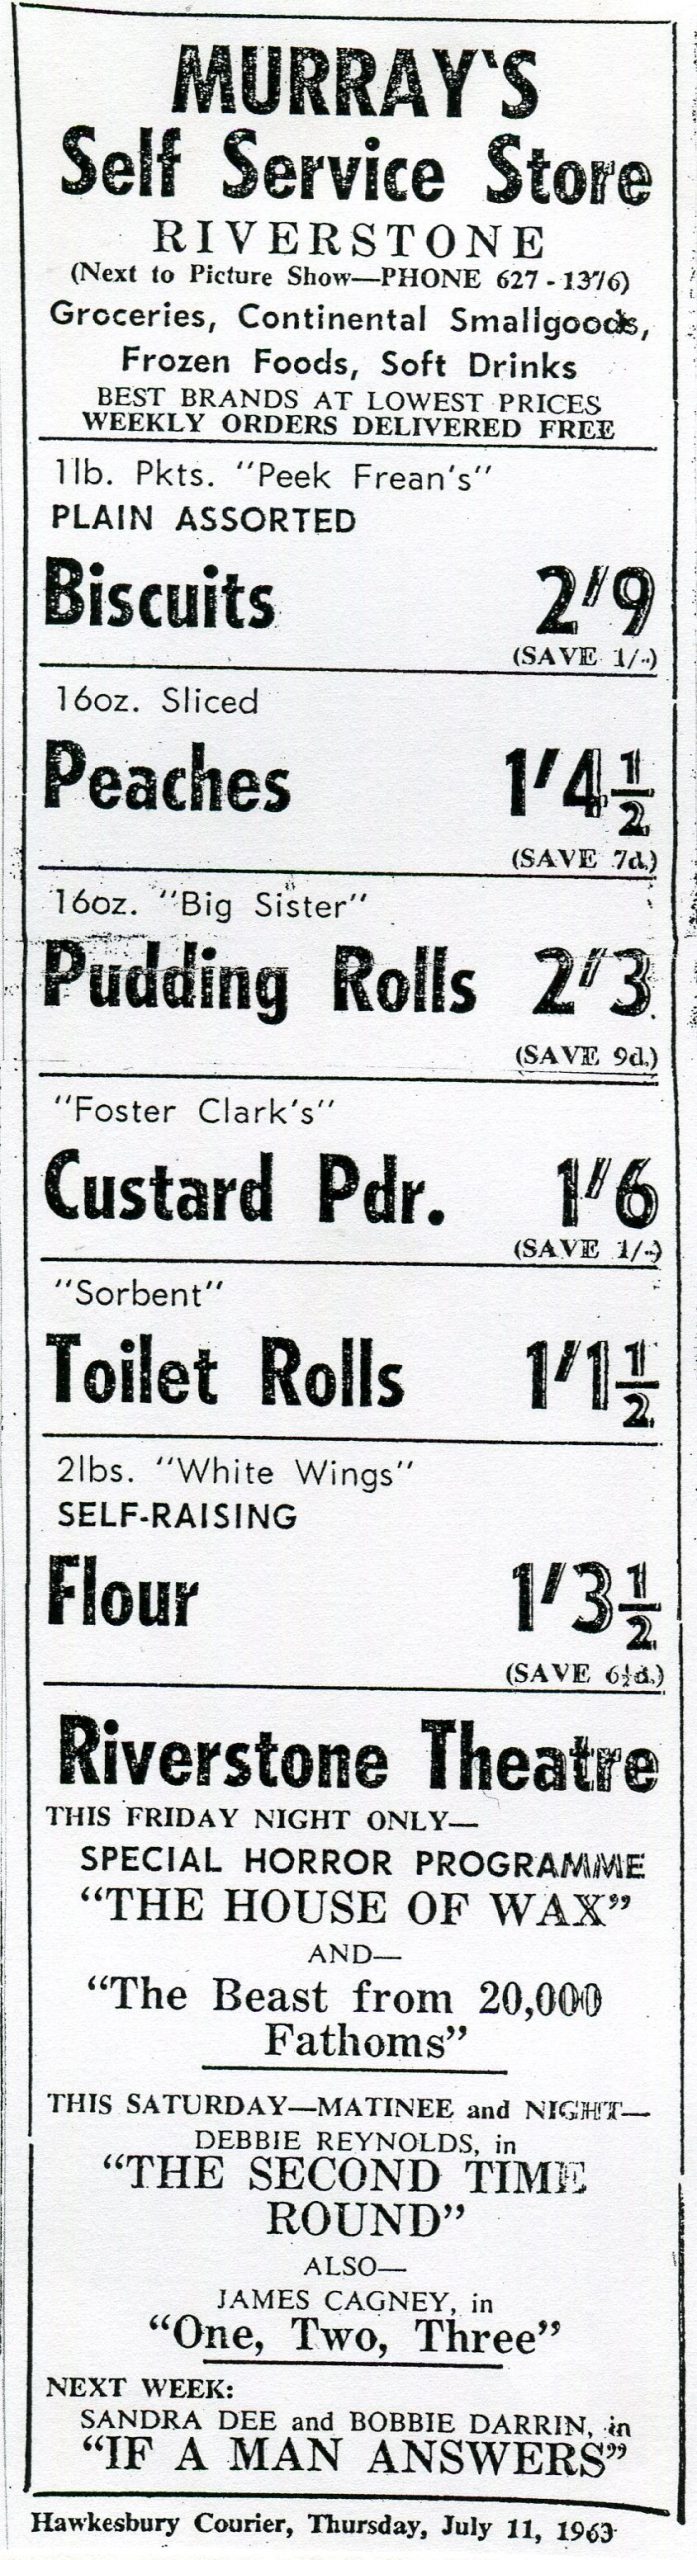 MURRAY'S
Self Service Store
RIVERSTONE
(Next to Picture Show—PHONE 627-1376)
Groceries, Continental Smallgoods,
Frozen Foods, Soft Drinks
BEST BRANDS AT LOWEST PRICES
WEEKLY ORDERS DELIVERED FREE
1lb. Pkts. "Peek Frean's"
PLAIN ASSORTED
Biscuits 2'9
(SAVE 1/-)
16oz. Sliced
Peaches 1'4½
(SAVE 7d.)
16oz. "Big Sister"
Pudding Rolls 2'3
(SAVE 9d.)
"Foster Clark's"
Custard Pdr. 1'6
(SAVE 1/-)
"Sorbent"
Toilet Rolls 1'1½
2lbs. "White Wings"
SELF-RAISING
Flour 1'3½
(SAVE 6½d.)
Riverstone Theatre
THIS FRIDAY NIGHT ONLY—
SPECIAL HORROR PROGRAMME
"THE HOUSE OF WAX"
AND—
"The Beast from 20,000
Fathoms"
THIS SATURDAY—MATINEE and NIGHT—
DEBBIE REYNOLDS, in
"THE SECOND TIME
ROUND"
ALSO—
JAMES CAGNEY, in
"One, Two, Three"
NEXT WEEK:
SANDRA DEE and BOBBIE DARRIN, in
"IF A MAN ANSWERS"
Hawkesbury Courier, Thursday, July 11, 1963